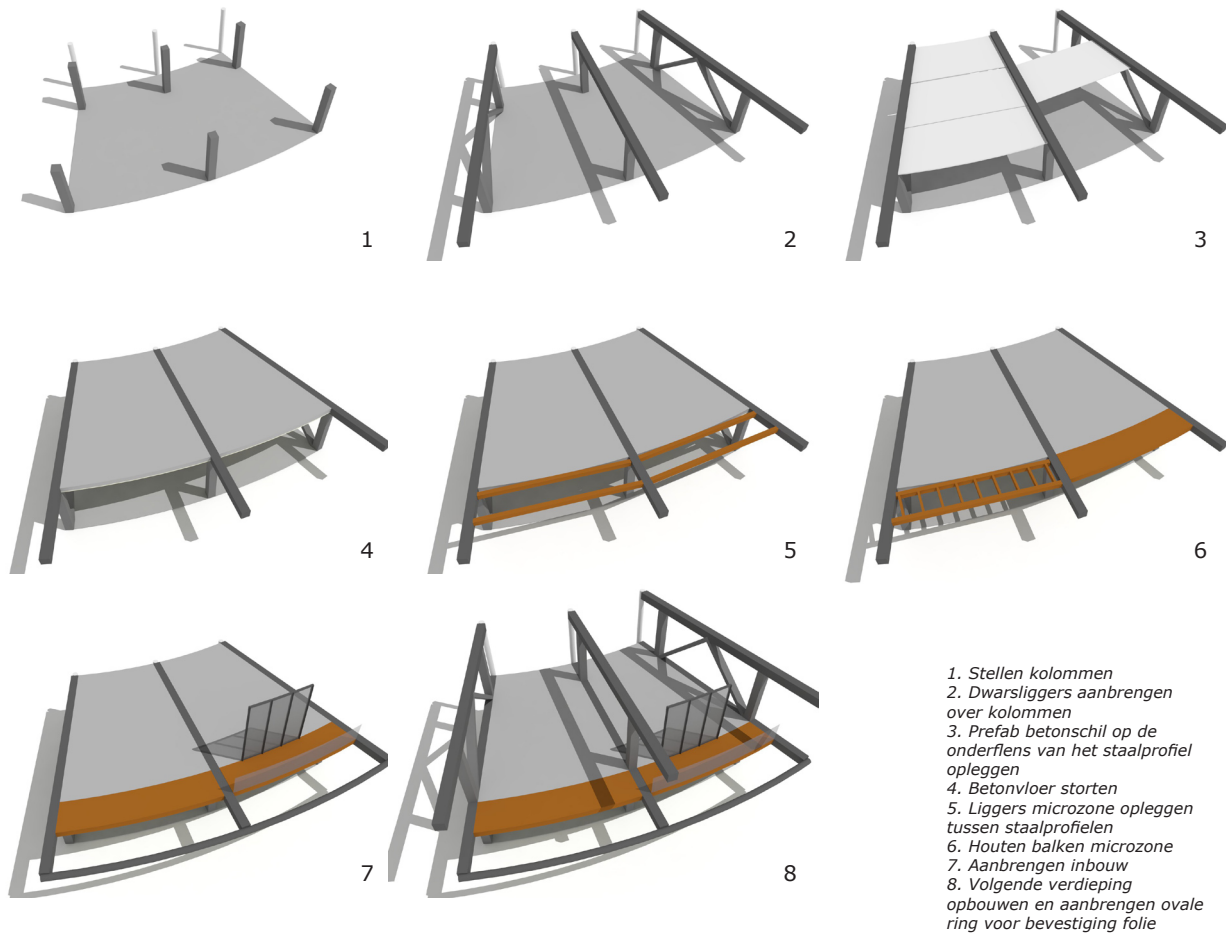 1
2
3
4
5
6
7
8
1. Stellen kolommen
2. Dwarsliggers aanbrengen
over kolommen
3. Prefab betonschil op de
onderflens van het staalprofiel
opleggen
4. Betonvloer storten
5. Liggers microzone opleggen
tussen staalprofielen
6. Houten balken microzone
7. Aanbrengen inbouw
8. Volgende verdieping
opbouwen en aanbrengen ovale
ring voor bevestiging folie